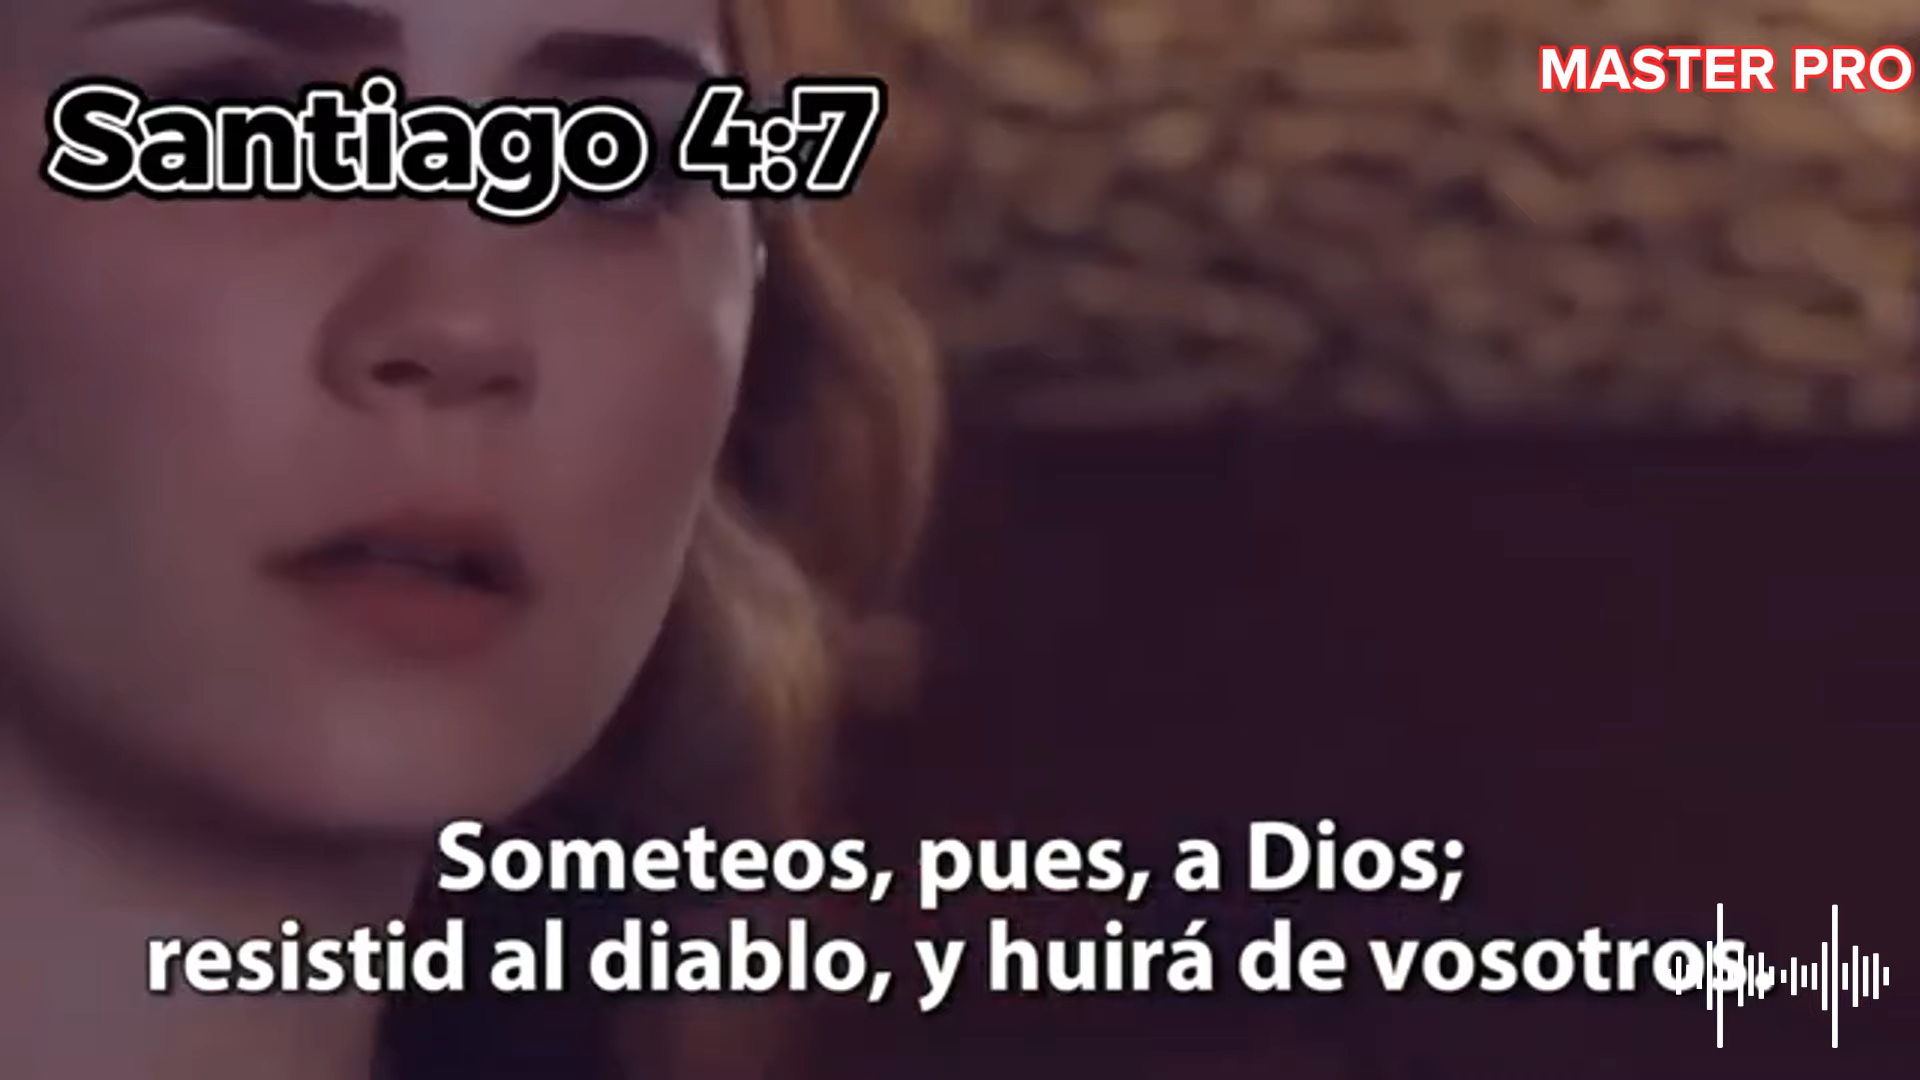 MASTER PRO
Santiago 4:7
Someteos, pues, a Dios;
resistid al diablo, y huirá de vosotros.